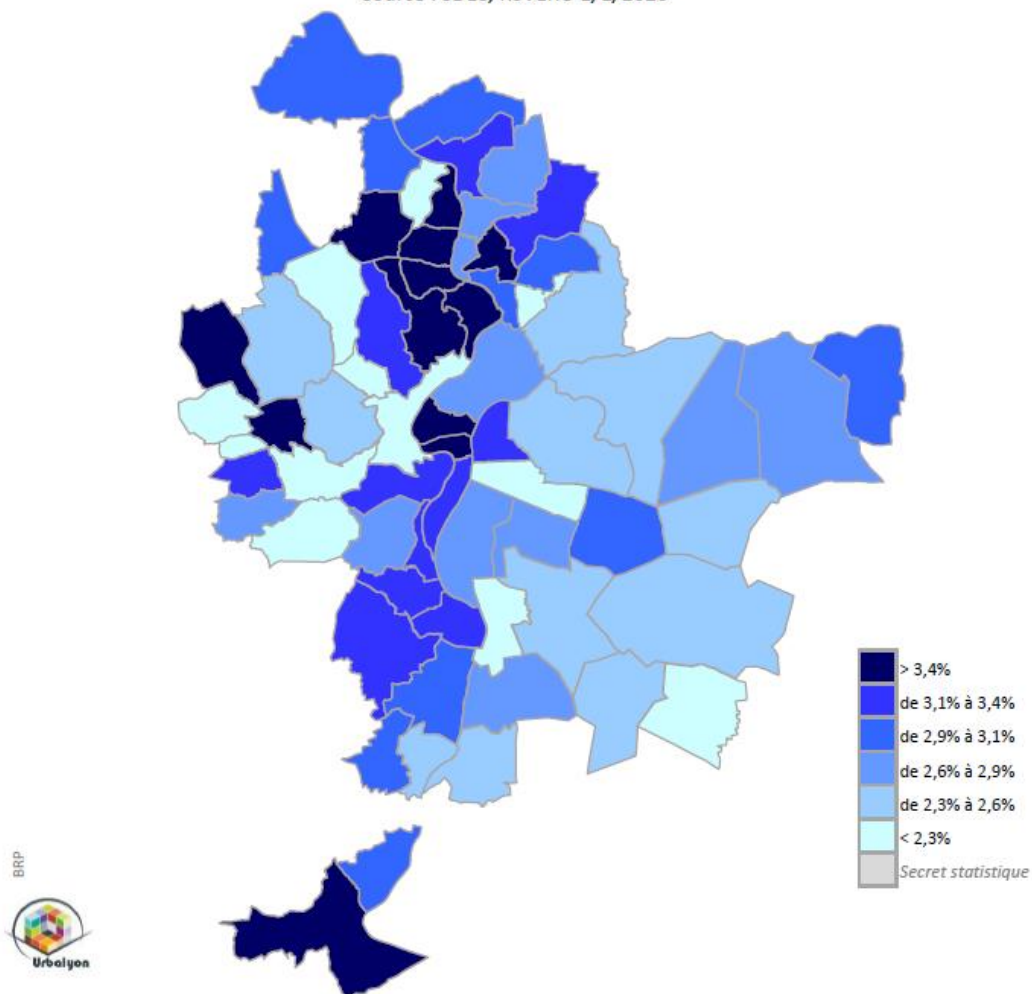 > 3,4%
de 3,1% à 3,4%
de 2,9% à 3,1%
de 2,6% à 2,9%
de 2,3% à 2,6%
< 2,3%
Secret statistique
BRP
Urbalyon